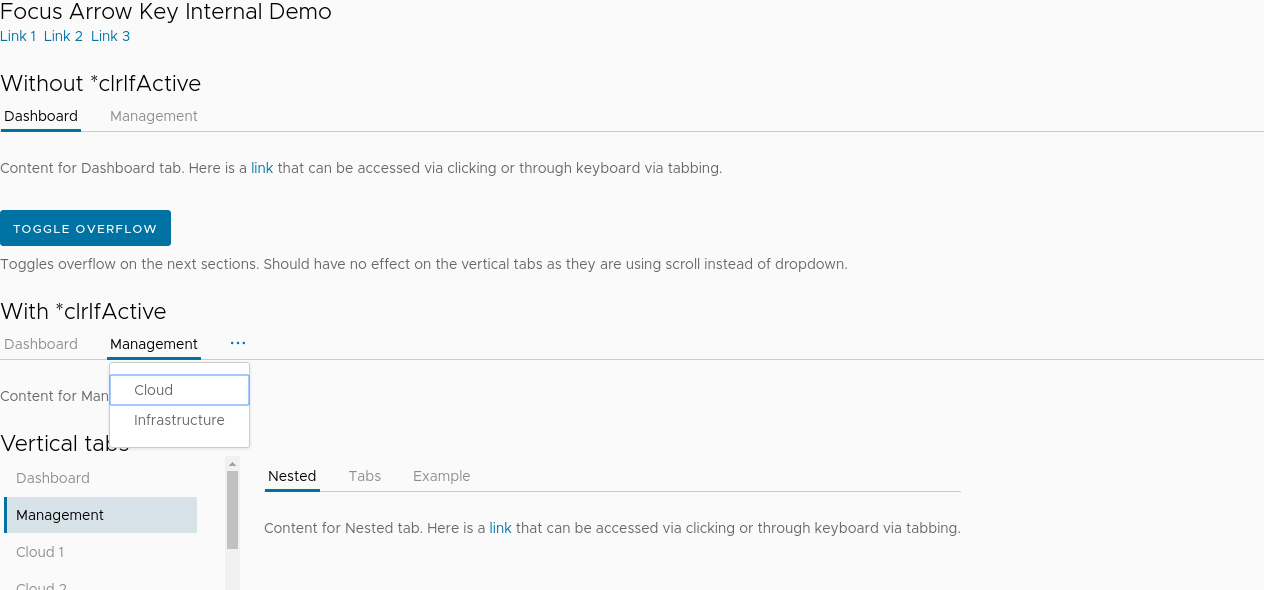 Focus Arrow Key Internal Demo
Link 1 Link 2 Link 3
Without *clrIfActive
Dashboard Management
Content for Dashboard tab. Here is a link that can be accessed via clicking or through keyboard via tabbing.
TOGGLE OVERFLOW
Toggles overflow on the next sections. Should have no effect on the vertical tabs as they are using scroll instead of dropdown.
With *clrIfActive
Dashboard Management ...
Cloud
Content for Man
Infrastructure
Vertical tabs
Dashboard
Management
Cloud 1
Cloud 2
Nested Tabs Example
Content for Nested tab. Here is a link that can be accessed via clicking or through keyboard via tabbing.